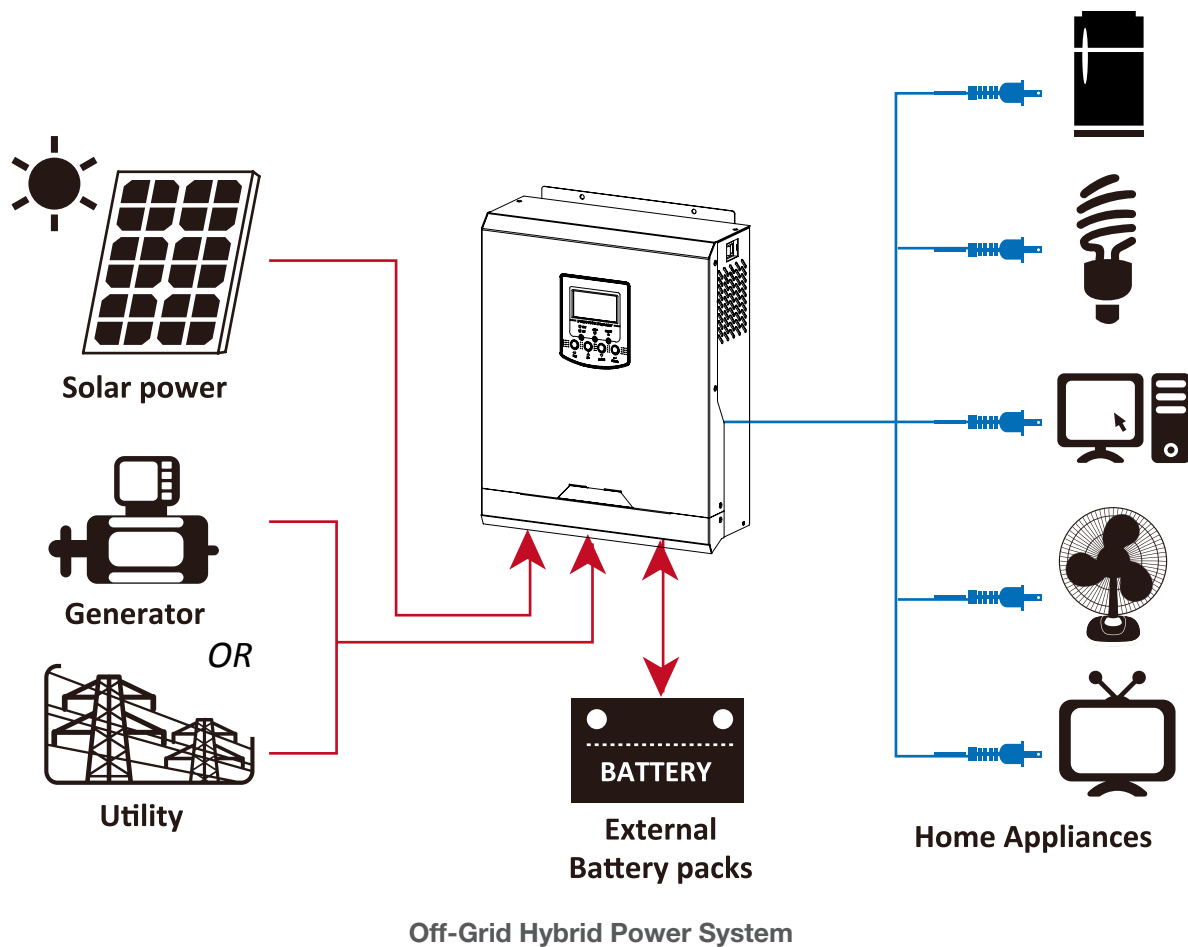 Solar power
Generator
OR
Utility
BATTERY
External
Battery packs
Home Appliances
Off-Grid Hybrid Power System